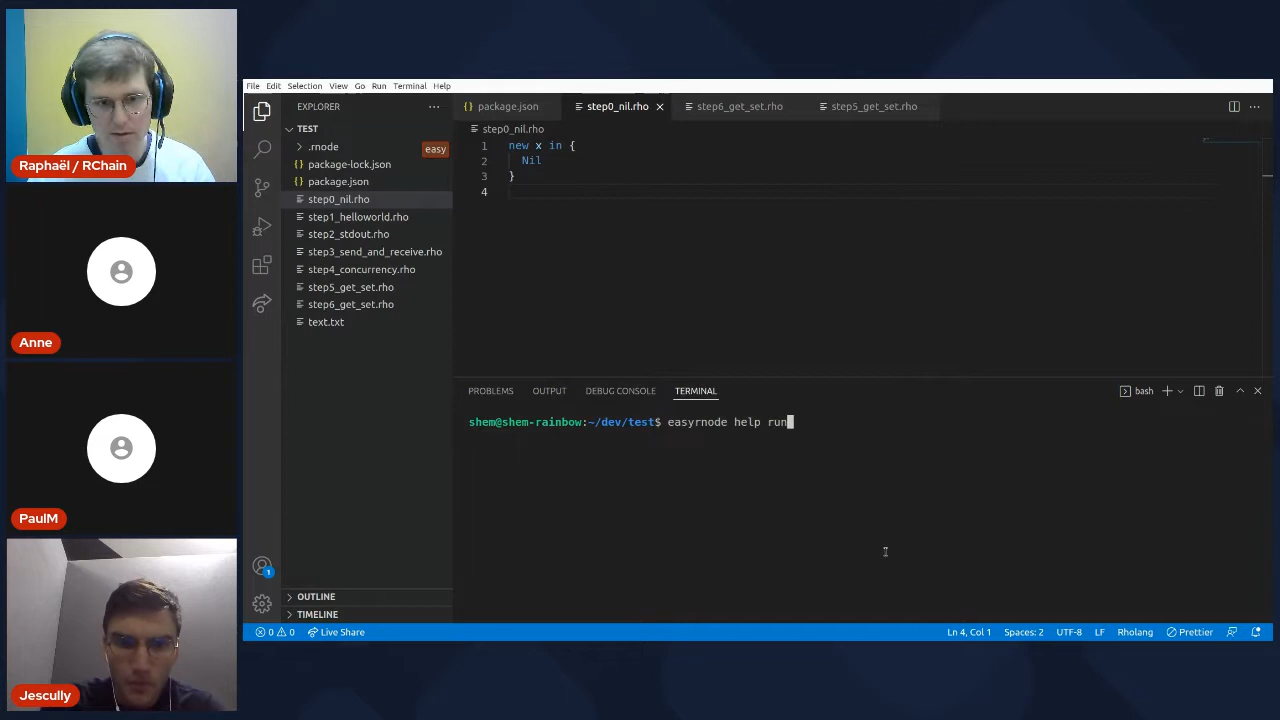 Raphaël / RChain
Anne
PaulM
Jescully
File Edit Selection View Go Run Terminal Help
EXPLORER
TEST
.rnode
easy
package-lock.json
package.json
step0_nil.rho
step1_helloworld.rho
step2_stdout.rho
step3_send_and_receive.rho
step4_concurrency.rho
step5_get_set.rho
step6_get_set.rho
text.txt
OUTLINE
TIMELINE
package.json step0_nil.rho step6_get_set.rho step5_get_set.rho
step0_nil.rho
1 new x in {
2 Nil
3 }
4
PROBLEMS OUTPUT DEBUG CONSOLE TERMINAL bash
shem@shem-rainbow:~/dev/test$ easyrnode help run
1
0 0 Live Share Ln 4, Col 1 Spaces: 2 UTF-8 LF Rholang Prettier